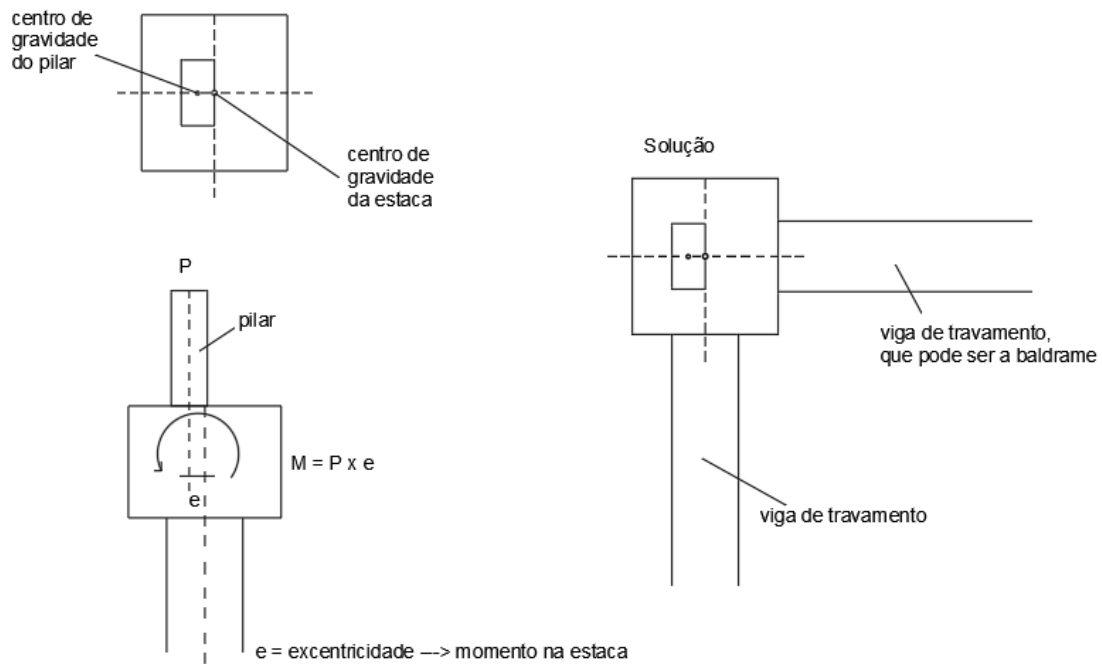 centro de
gravidade
do pilar
centro de
gravidade
da estaca
P
pilar
M = P x e
e
e = excentricidade ---> momento na estaca
Solução
viga de travamento,
que pode ser a baldrame
viga de travamento